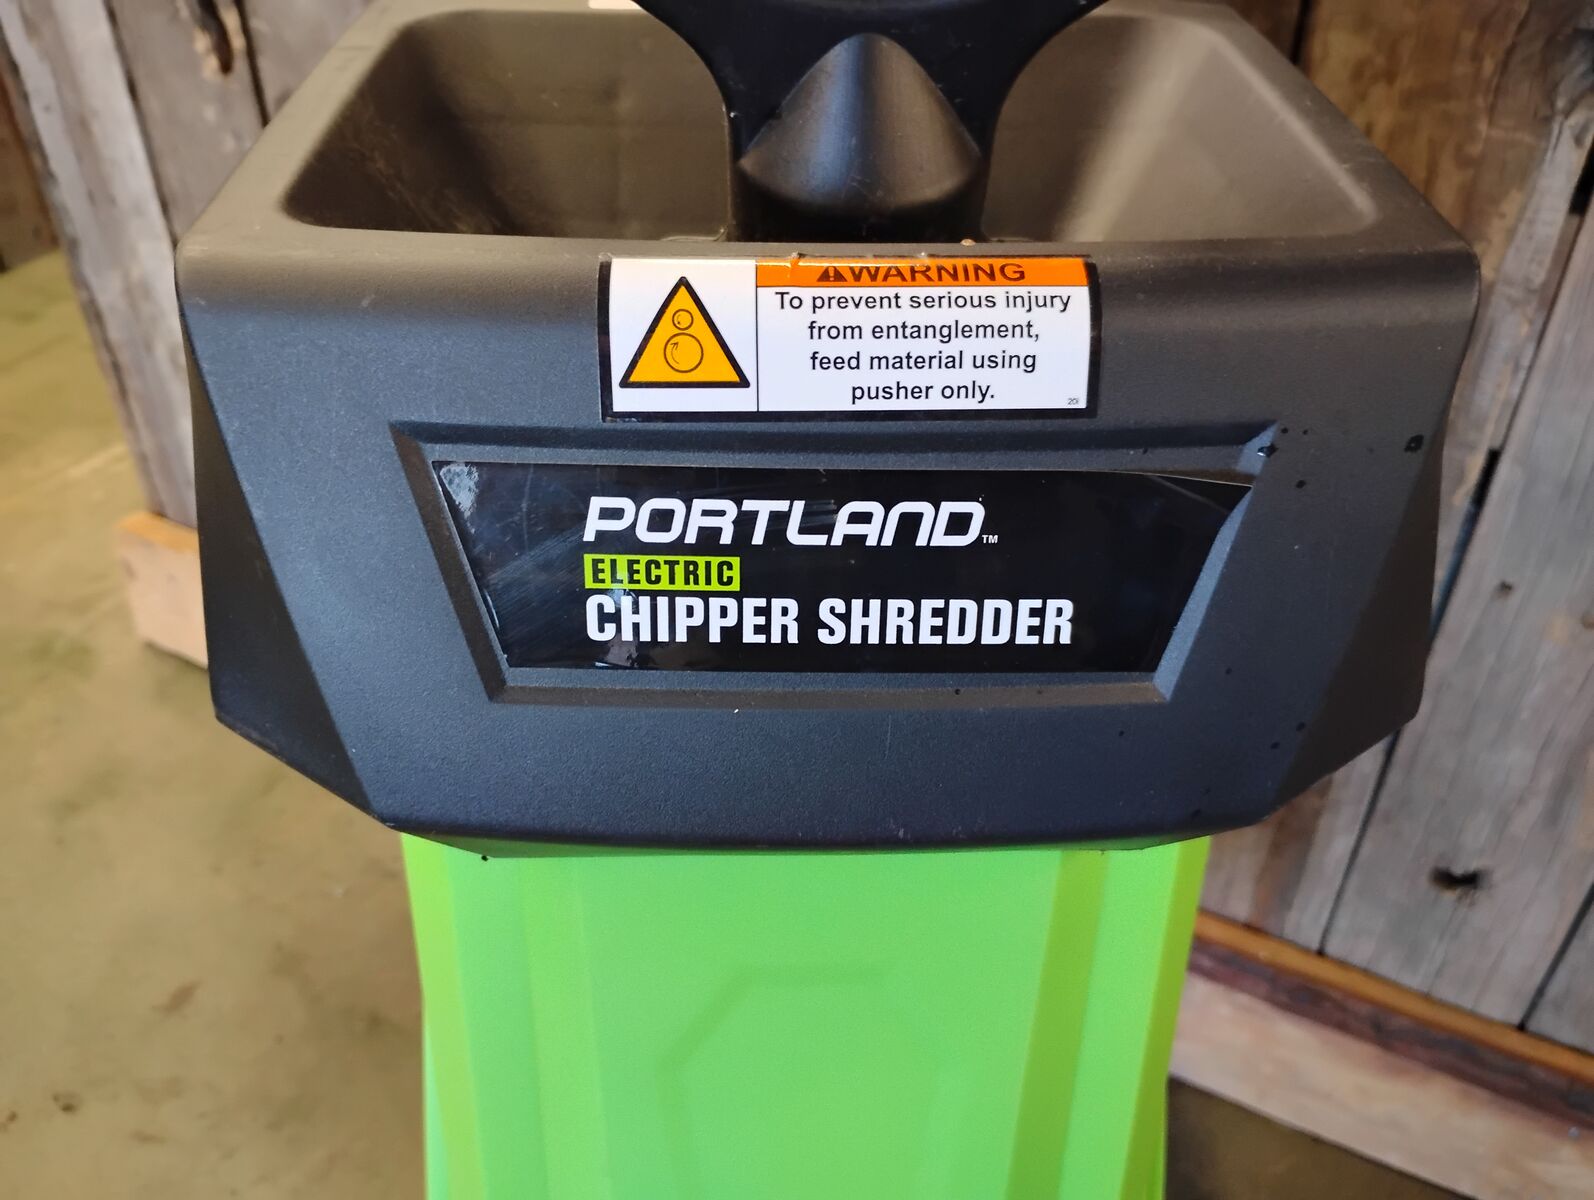 ⚠WARNING
To prevent serious injury
from entanglement,
feed material using
pusher only.
PORTLAND™
ELECTRIC
CHIPPER SHREDDER